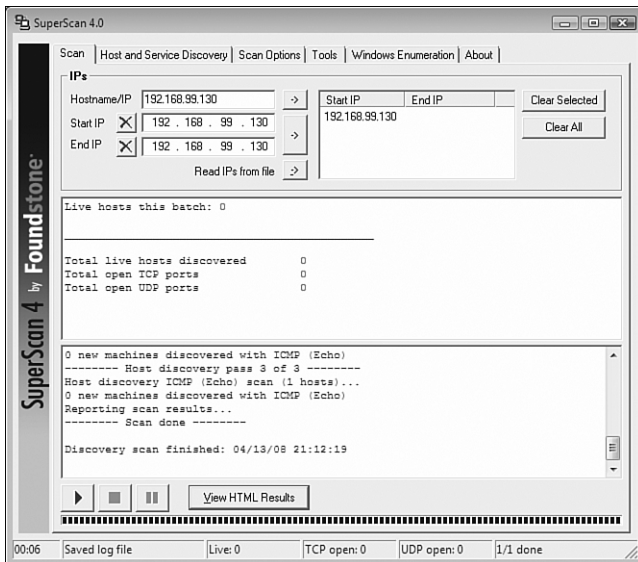 SuperScan 4.0
Scan Host and Service Discovery Scan Options Tools Windows Enumeration About
IPs
Hostname/IP 192.168.99.130
Start IP 192 . 168 . 99 . 130
End IP 192 . 168 . 99 . 130
Read IPs from file
Start IP End IP
192.168.99.130
Clear Selected
Clear All
Live hosts this batch: 0
Total live hosts discovered 0
Total open TCP ports 0
Total open UDP ports 0
0 new machines discovered with ICMP (Echo)
-------- Host discovery pass 3 of 3 --------
Host discovery ICMP (Echo) scan (1 hosts)...
0 new machines discovered with ICMP (Echo)
Reporting scan results...
-------- Scan done --------
Discovery scan finished: 04/13/08 21:12:19
View HTML Results
SuperScan 4 by Foundstone
00:06 Saved log file Live: 0 TCP open: 0 UDP open: 0 1/1 done